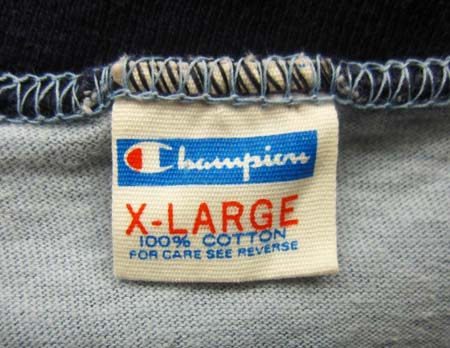 Champion
X-LARGE
100% COTTON
FOR CARE SEE REVERSE